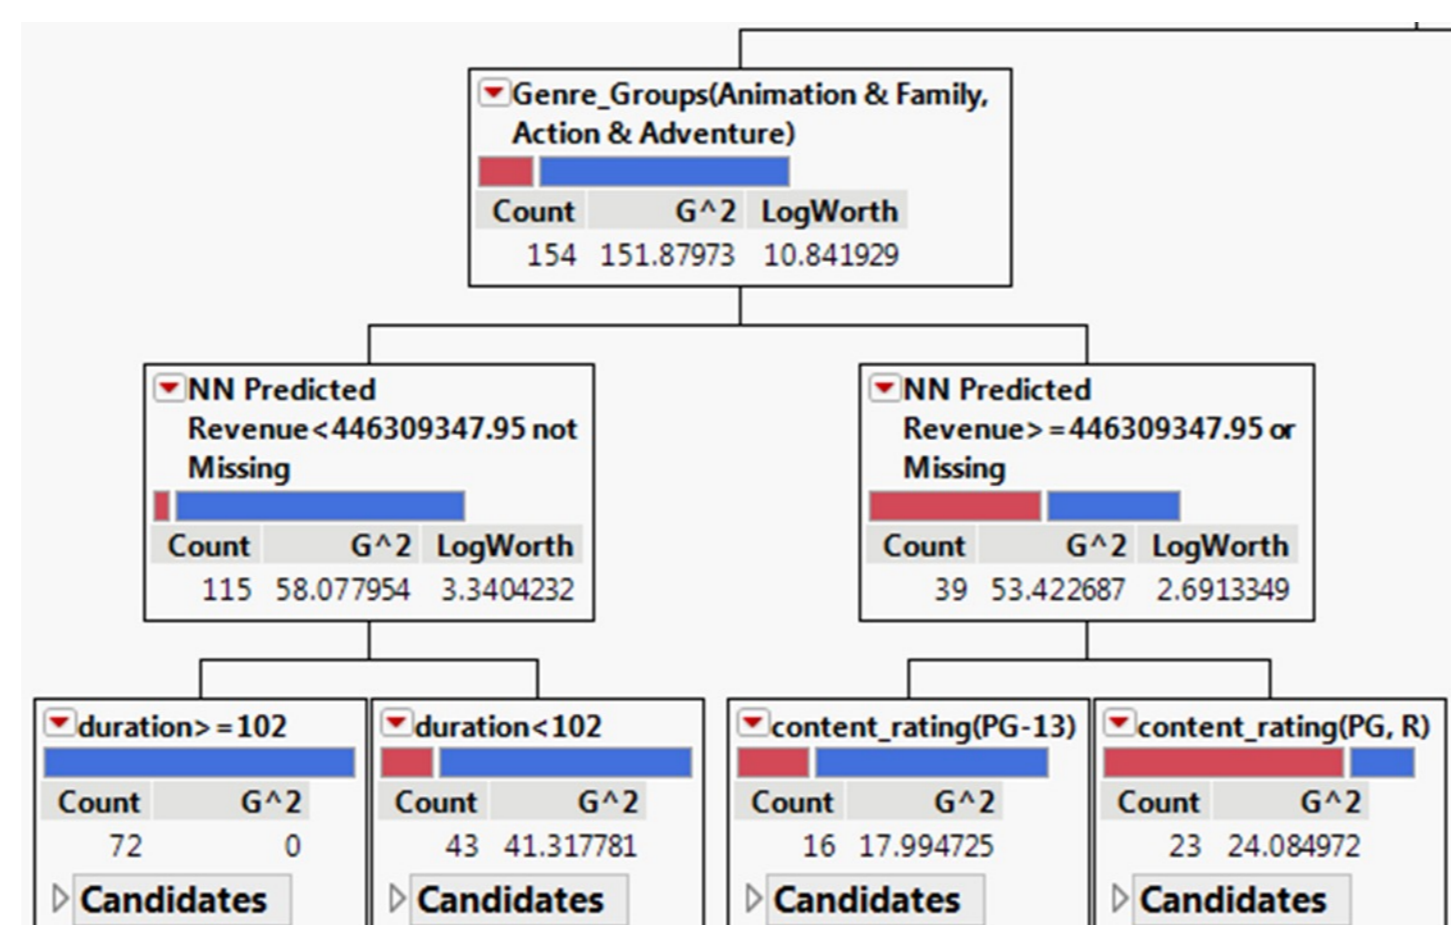 Genre_Groups(Animation & Family,
Action & Adventure)
Count G^2 LogWorth
154 151.87973 10.841929
NN Predicted
Revenue<446309347.95 not
Missing
Count G^2 LogWorth
115 58.077954 3.3404232
NN Predicted
Revenue>=446309347.95 or
Missing
Count G^2 LogWorth
39 53.422687 2.6913349
duration>=102
Count G^2
72 0
Candidates
duration<102
Count G^2
43 41.317781
Candidates
content_rating(PG-13)
Count G^2
16 17.994725
Candidates
content_rating(PG, R)
Count G^2
23 24.084972
Candidates